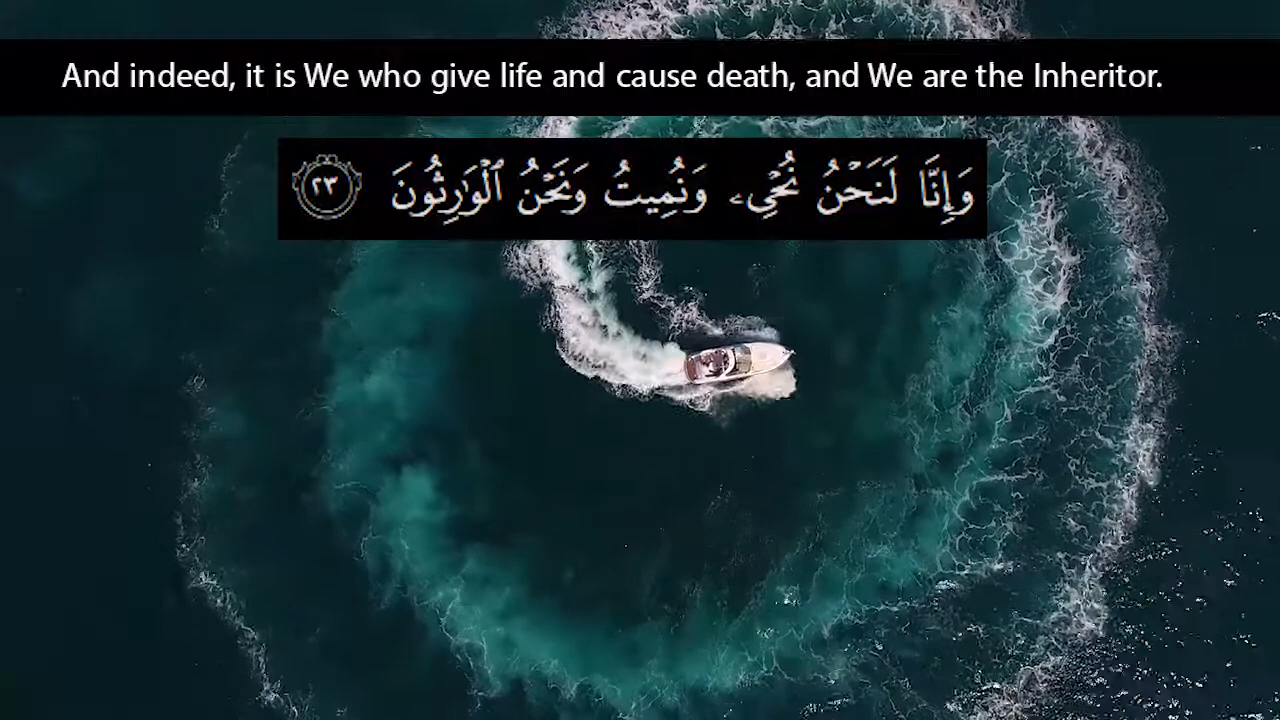 And indeed, it is We who give life and cause death, and We are the Inheritor.
وَإِنَّا لَنَحْنُ نُحْىِۦ وَنُمِيتُ وَنَحْنُ ٱلْوَٰرِثُونَ ٢٣